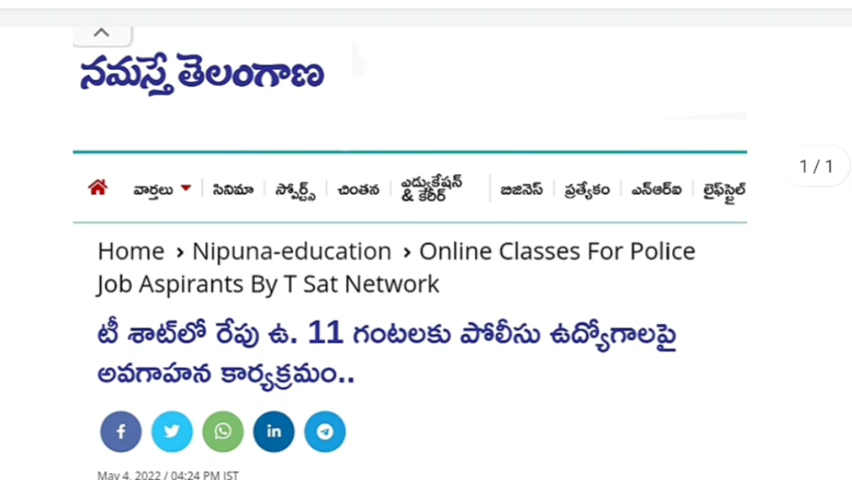 నమస్తే తెలంగాణ
1 / 1
వార్తలు సినిమా స్పోర్ట్స్ చింతన ఎడ్యుకేషన్ & కెరీర్ బిజినెస్ ప్రత్యేకం ఎన్ఆర్ఐ లైఫ్‌స్టైల్
Home › Nipuna-education › Online Classes For Police
Job Aspirants By T Sat Network
టీ శాట్‌లో రేపు ఉ. 11 గంటలకు పోలీసు ఉద్యోగాలపై
అవగాహన కార్యక్రమం..
May 4, 2022 / 04:24 PM IST